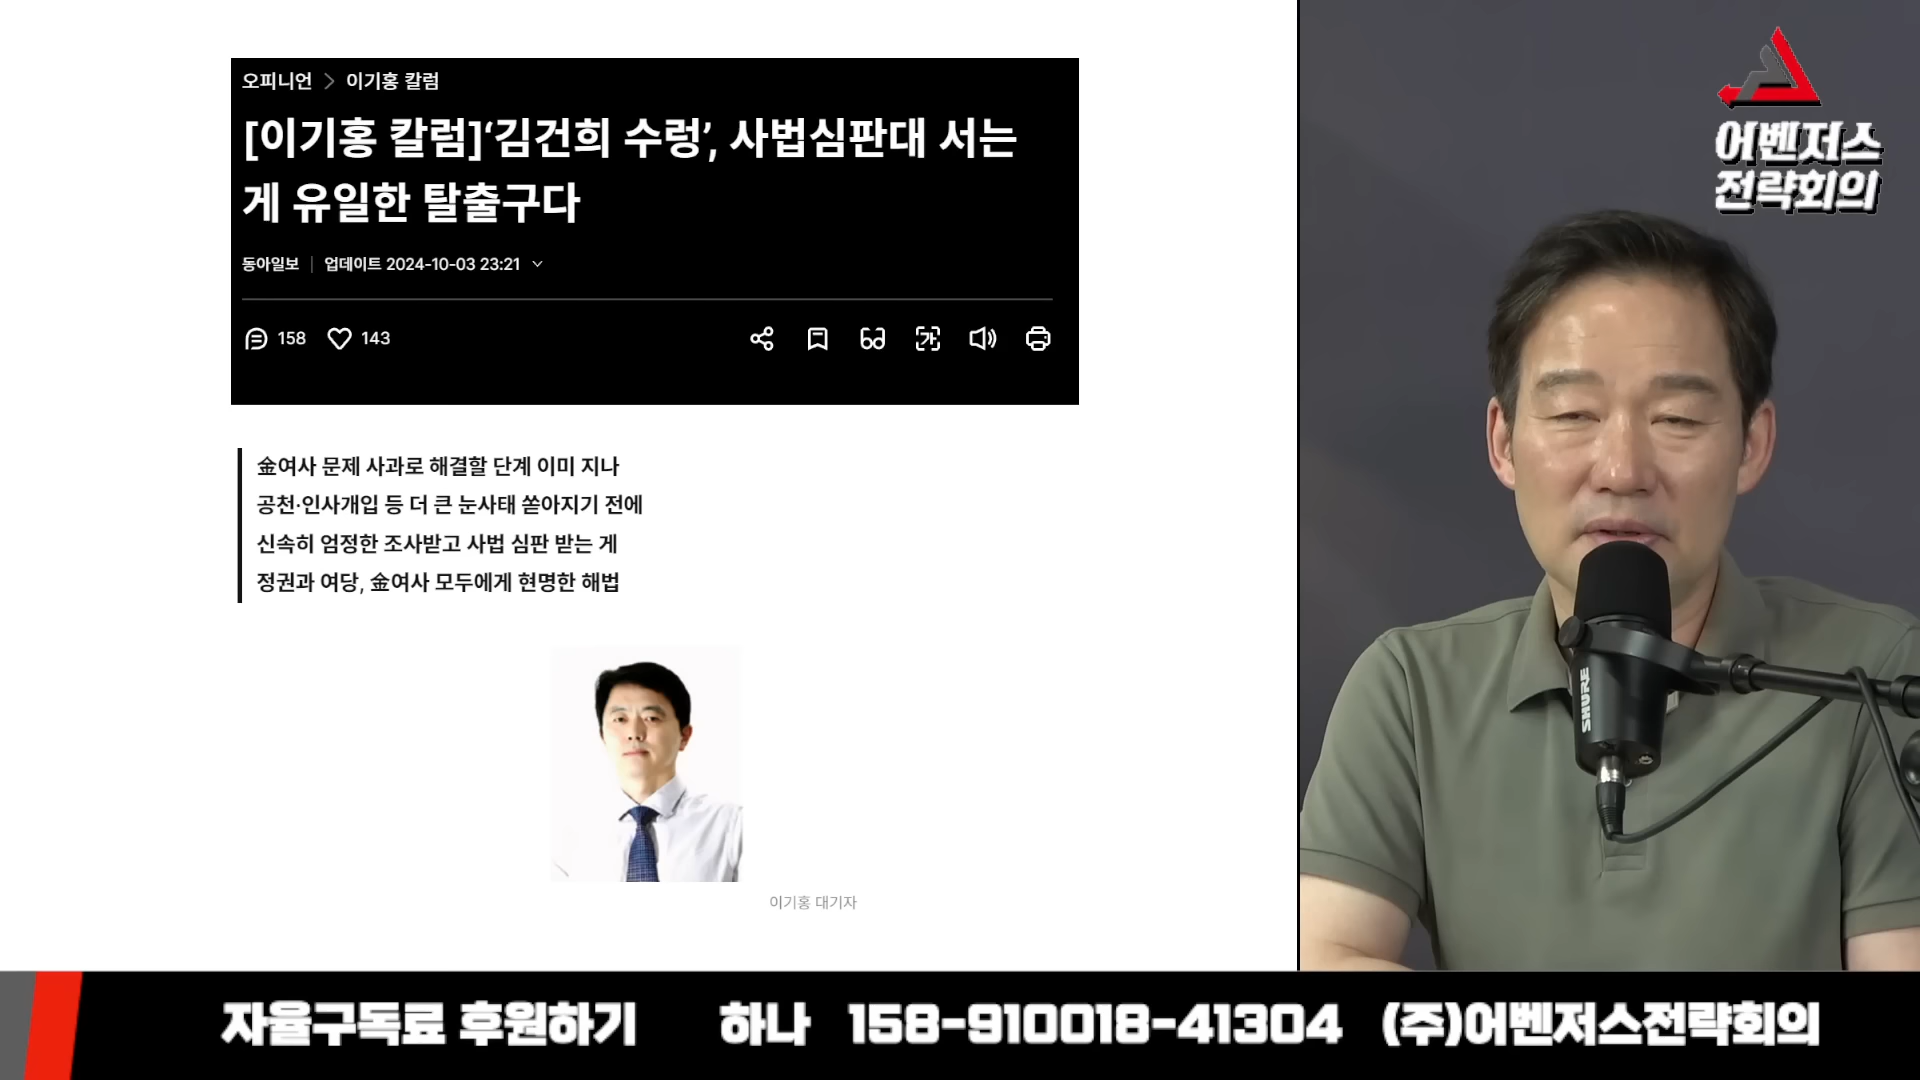 오피니언 > 이기홍 칼럼
[이기홍 칼럼]‘김건희 수렁’, 사법심판대 서는
게 유일한 탈출구다
동아일보 | 업데이트 2024-10-03 23:21
158 143
가
金여사 문제 사과로 해결할 단계 이미 지나
공천·인사개입 등 더 큰 눈사태 쏟아지기 전에
신속히 엄정한 조사받고 사법 심판 받는 게
정권과 여당, 金여사 모두에게 현명한 해법
이기홍 대기자
어벤저스
전략회의
SHURE
자율구독료 후원하기 하나 158-910018-41304 (주)어벤저스전략회의